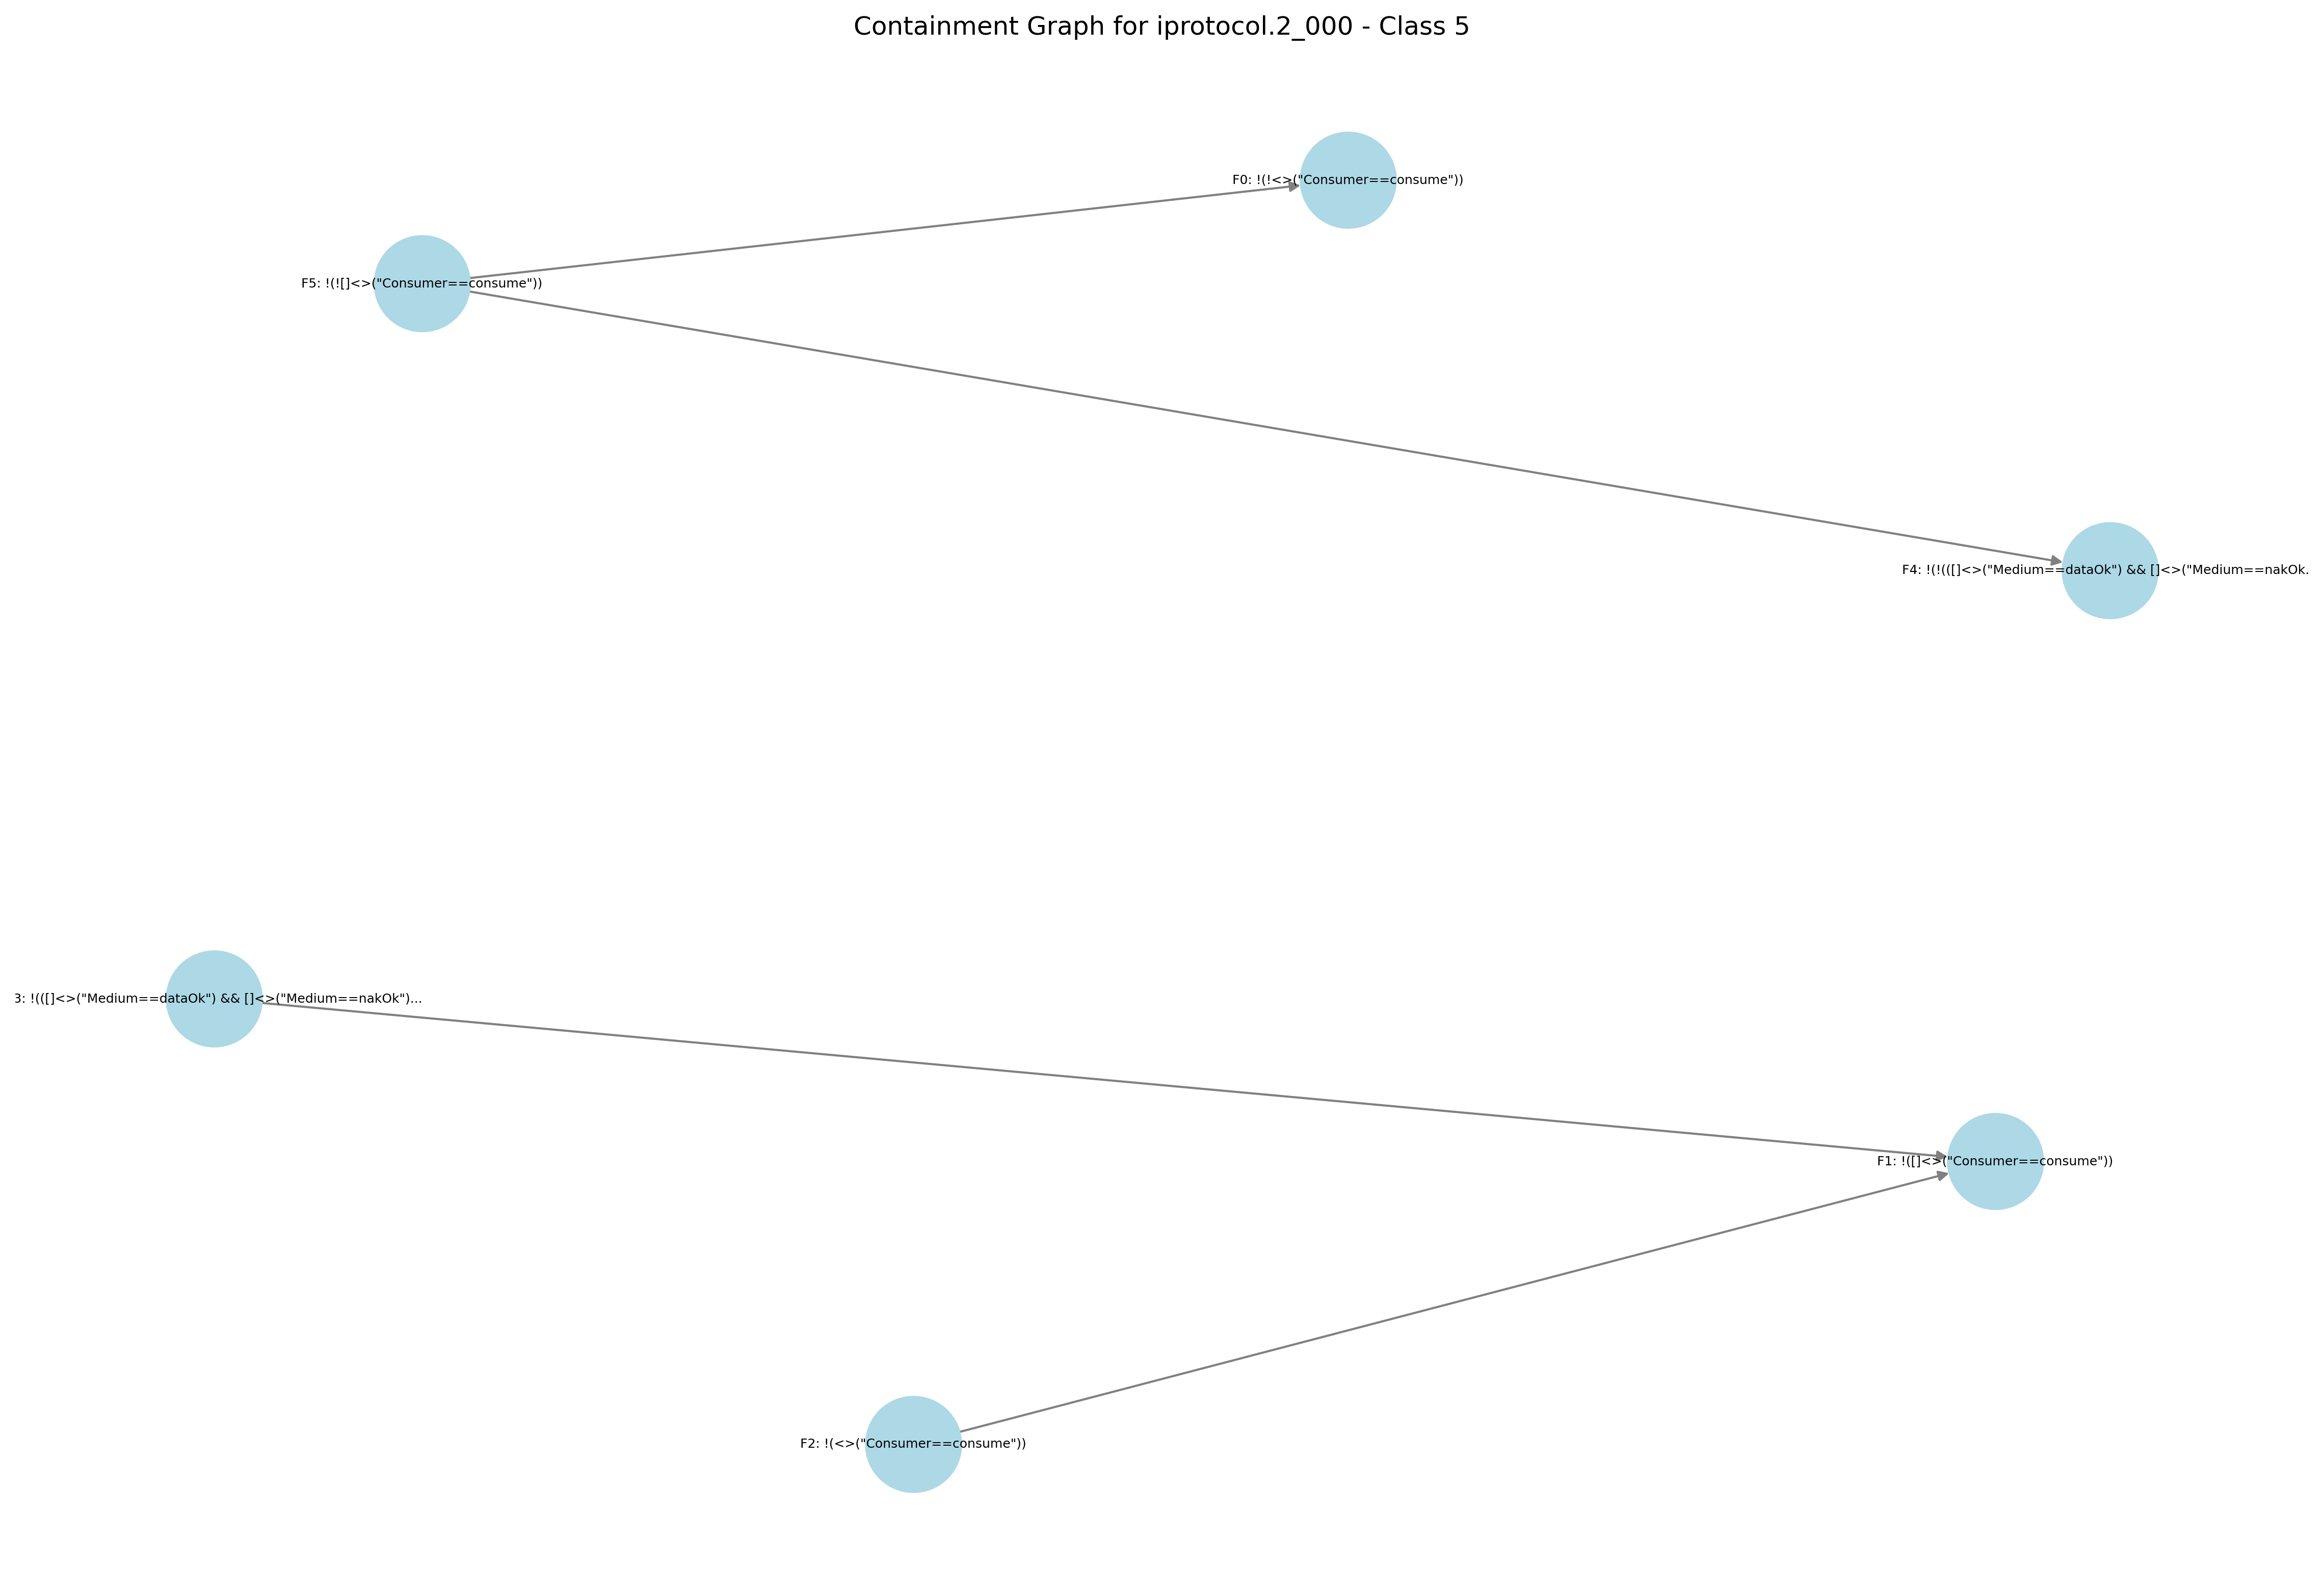 Containment Graph for iprotocol.2_000 - Class 5
F0: !(!<>("Consumer==consume"))
F5: !(![]<>("Consumer==consume"))
F4: !(!(([]<>("Medium==dataOk") && []<>("Medium==nakOk.
3: !(([]<>("Medium==dataOk") && []<>("Medium==nakOk")...
F1: !([]<>("Consumer==consume"))
F2: !(<>("Consumer==consume"))